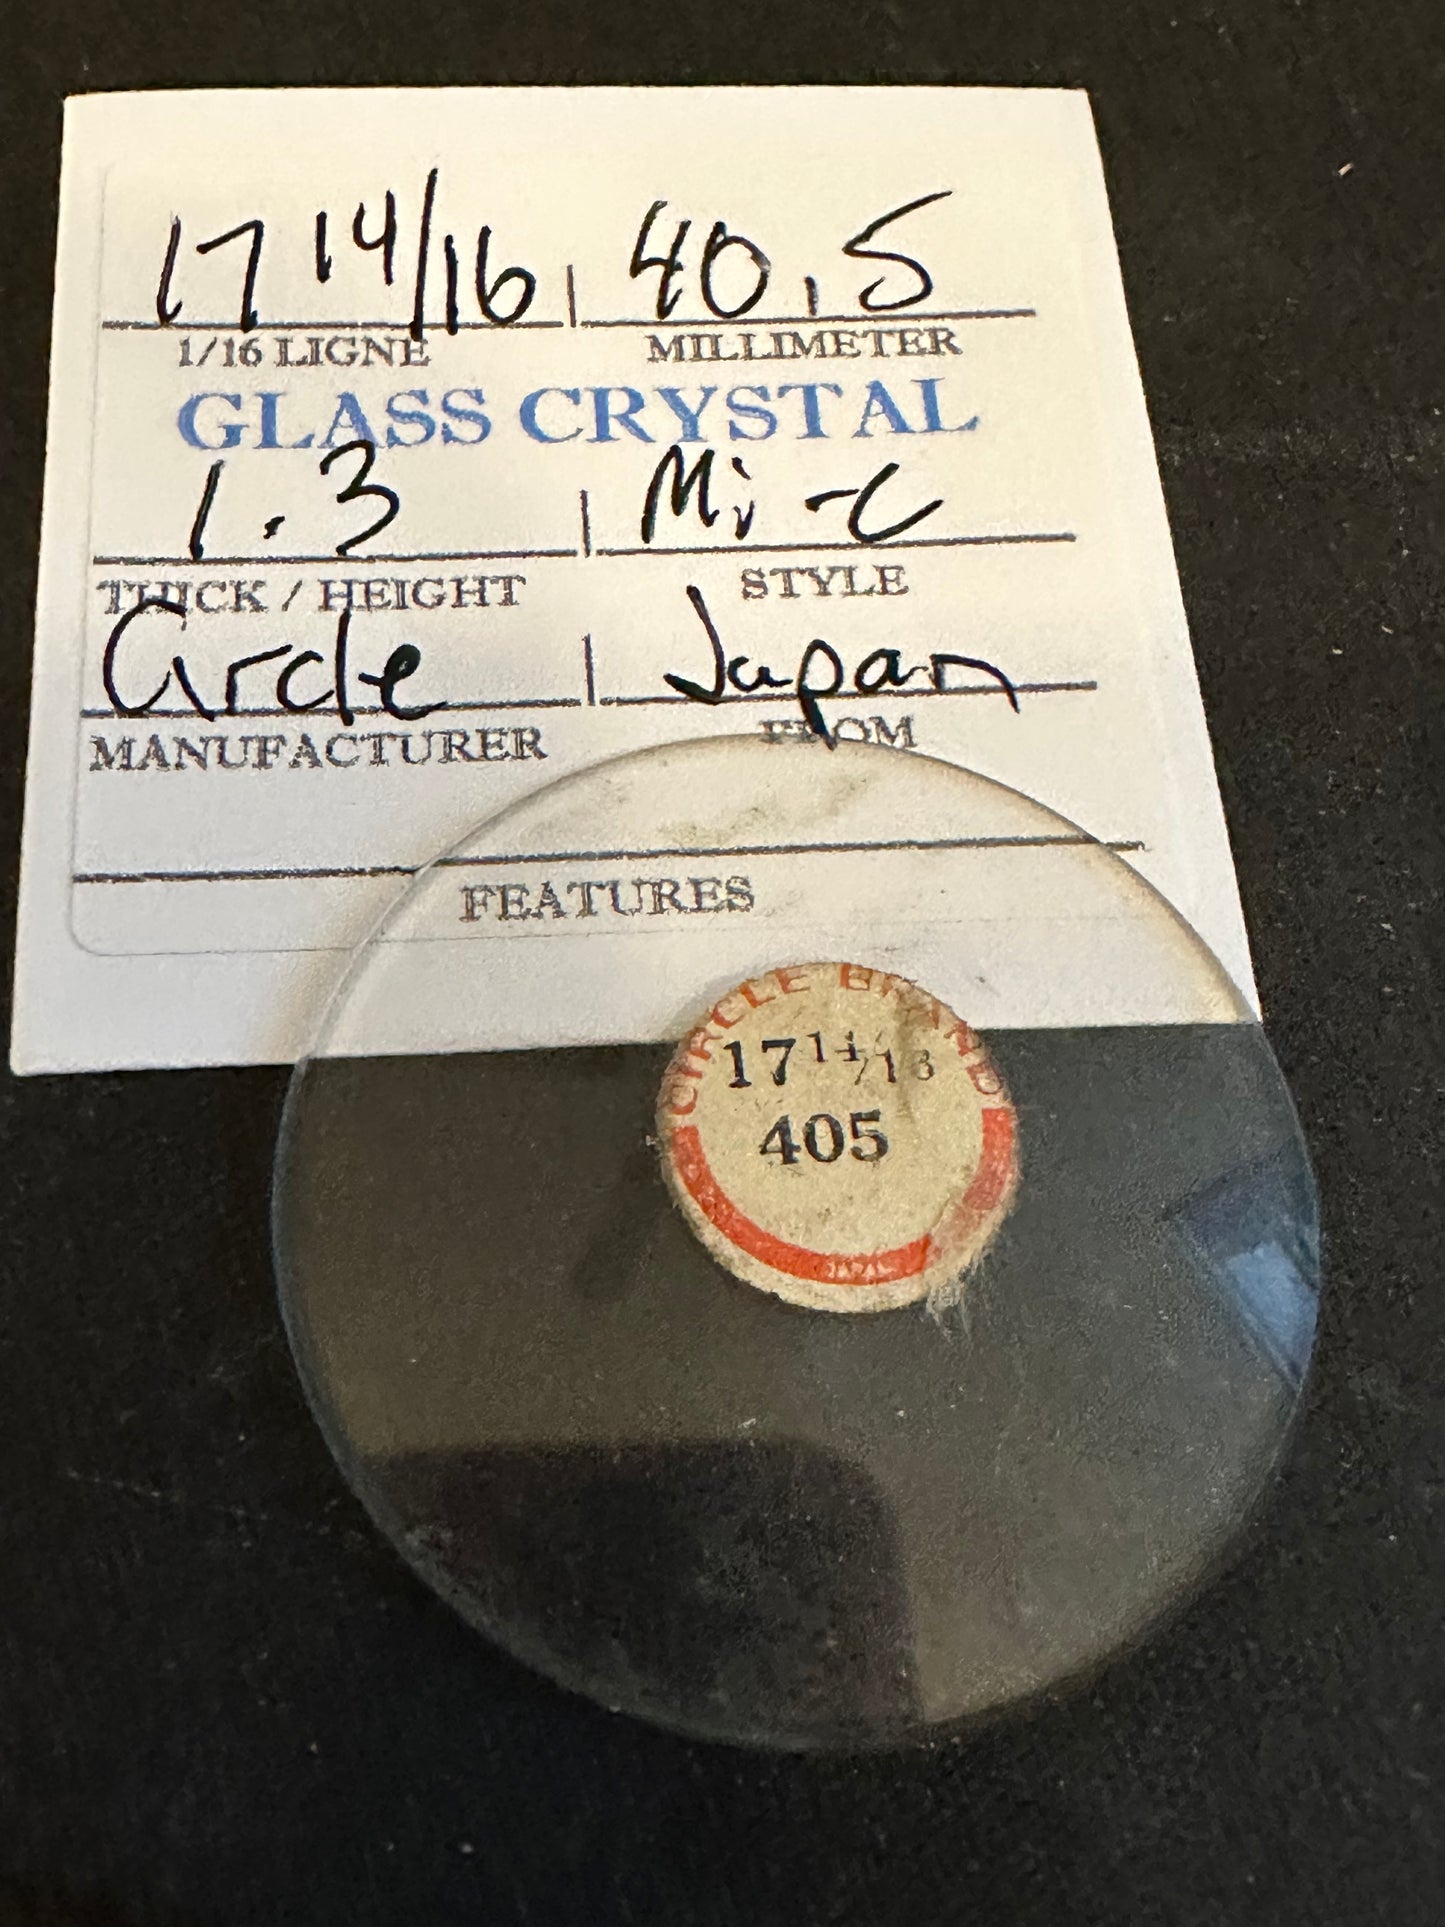 17 14/16 40.5
1/16 LIGNE MILLIMETER
GLASS CRYSTAL
1.3 Mi-C
THICK / HEIGHT STYLE
Circle Japan
MANUFACTURER FROM
FEATURES
CIRCLE BRAND
17 14/16
405
JAPAN